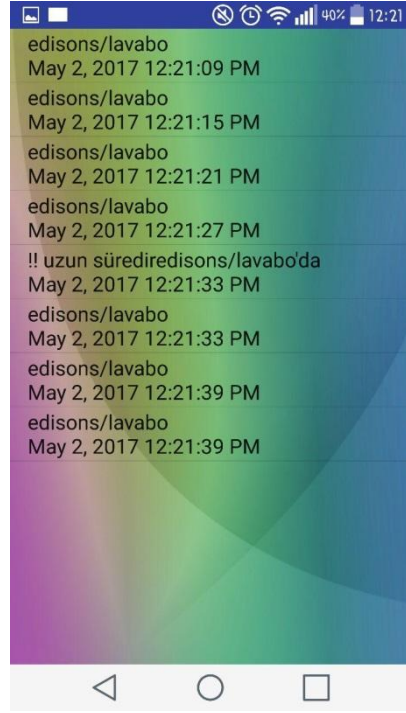 40% 12:21
edisons/lavabo
May 2, 2017 12:21:09 PM
edisons/lavabo
May 2, 2017 12:21:15 PM
edisons/lavabo
May 2, 2017 12:21:21 PM
edisons/lavabo
May 2, 2017 12:21:27 PM
!! uzun sürediredisons/lavabo'da
May 2, 2017 12:21:33 PM
edisons/lavabo
May 2, 2017 12:21:33 PM
edisons/lavabo
May 2, 2017 12:21:39 PM
edisons/lavabo
May 2, 2017 12:21:39 PM